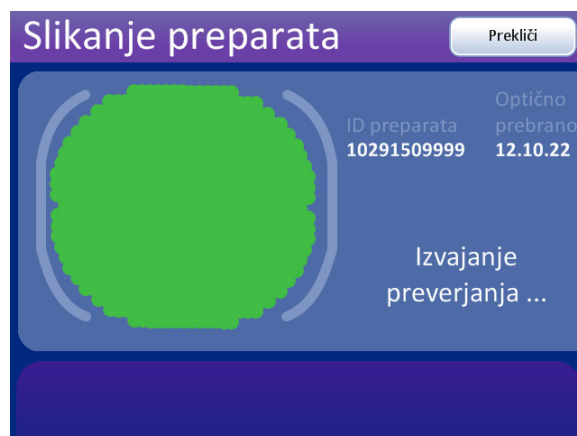 Slikanje preparata
Prekliči
ID preparata
10291509999
Optično
prebrano
12.10.22
Izvajanje
preverjanja ...